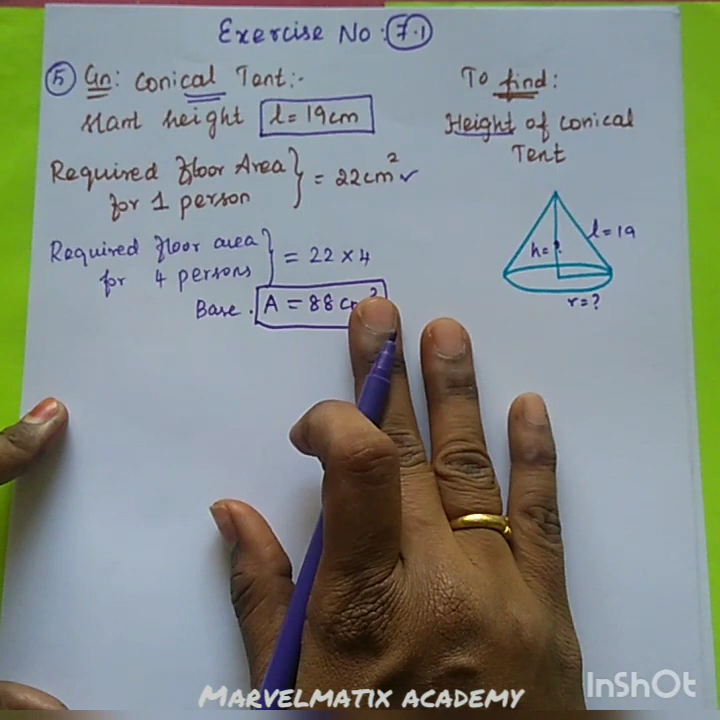 Exercise No: 7.1
5 Gn: Conical Tent:-
slant height l = 19cm
Required floor Area for 1 person } = 22cm²
Required floor area for 4 persons } = 22 × 4
Base. A = 88 cm²
To find:
Height of conical
Tent
l = 19
h = ?
r = ?
MARVELMATIX ACADEMY
InShOt